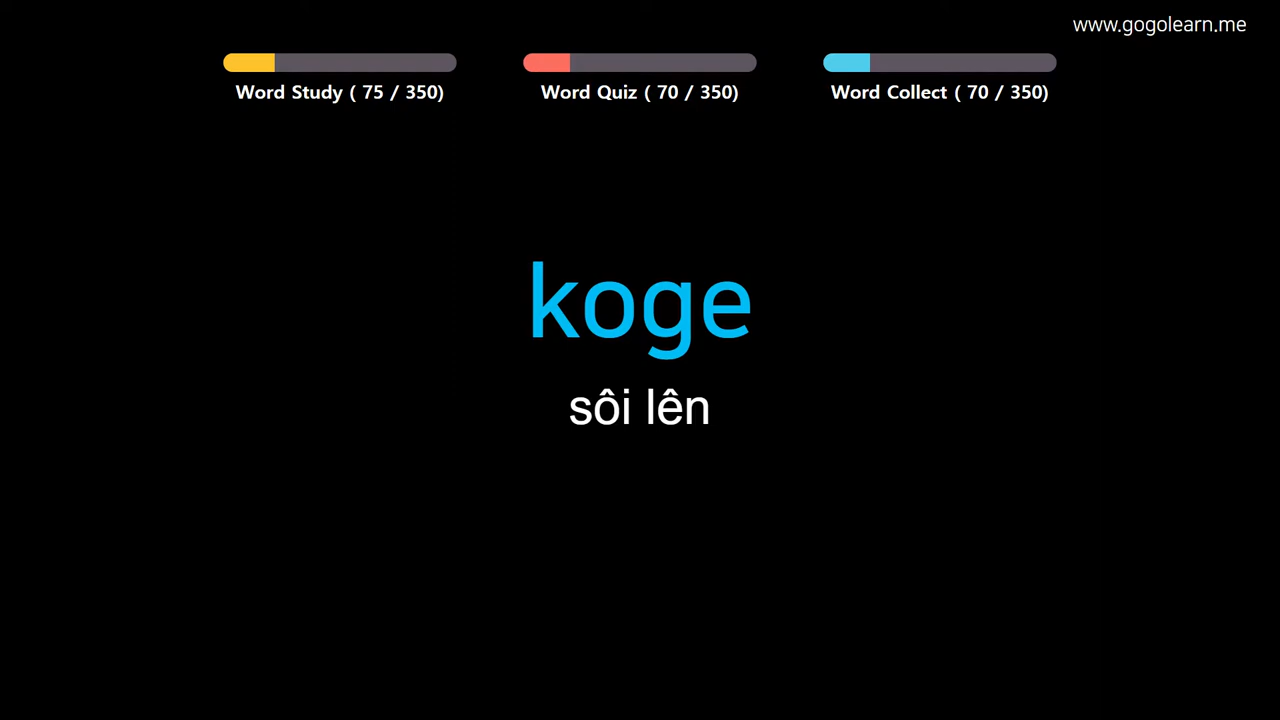 www.gogolearn.me
Word Study ( 75 / 350)
Word Quiz ( 70 / 350)
Word Collect ( 70 / 350)
koge
sôi lên